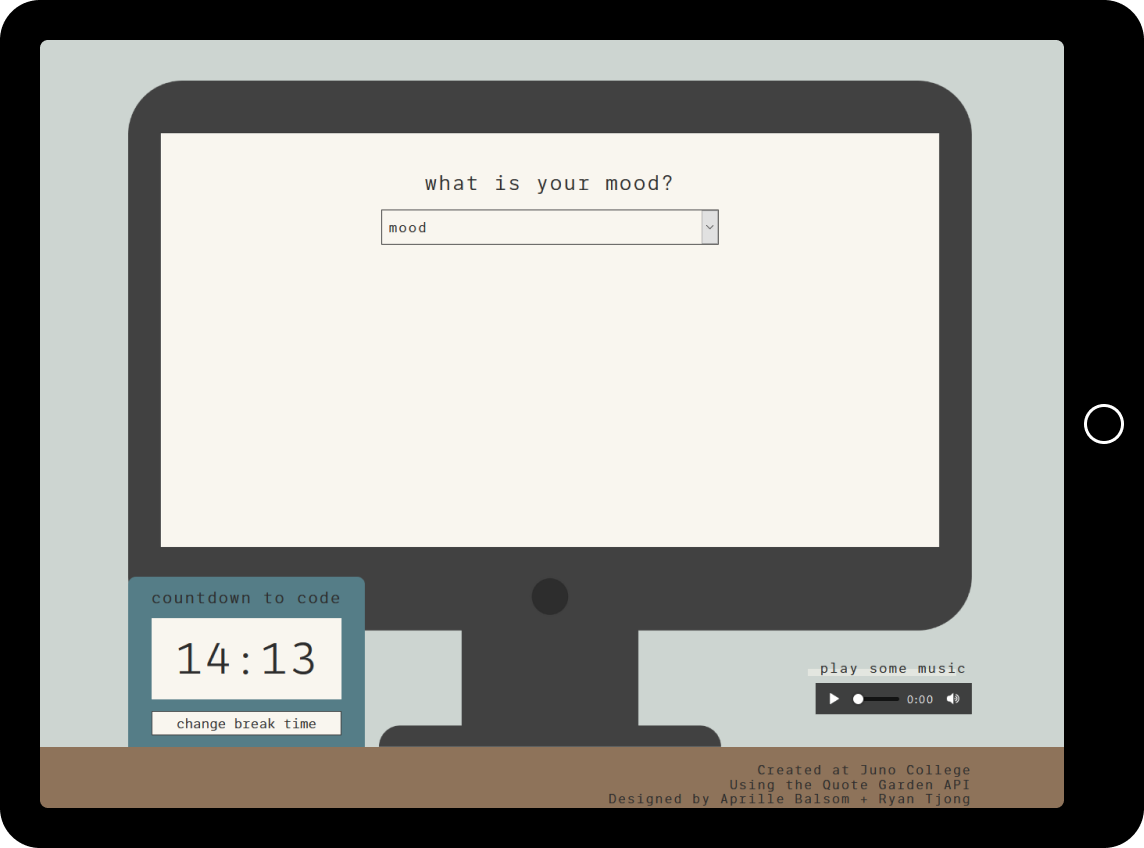 what is your mood?
mood
countdown to code
14:13
change break time
play some music
0:00
Created at Juno College
Using the Quote Garden API
Designed by Aprille Balsom + Ryan Tjong